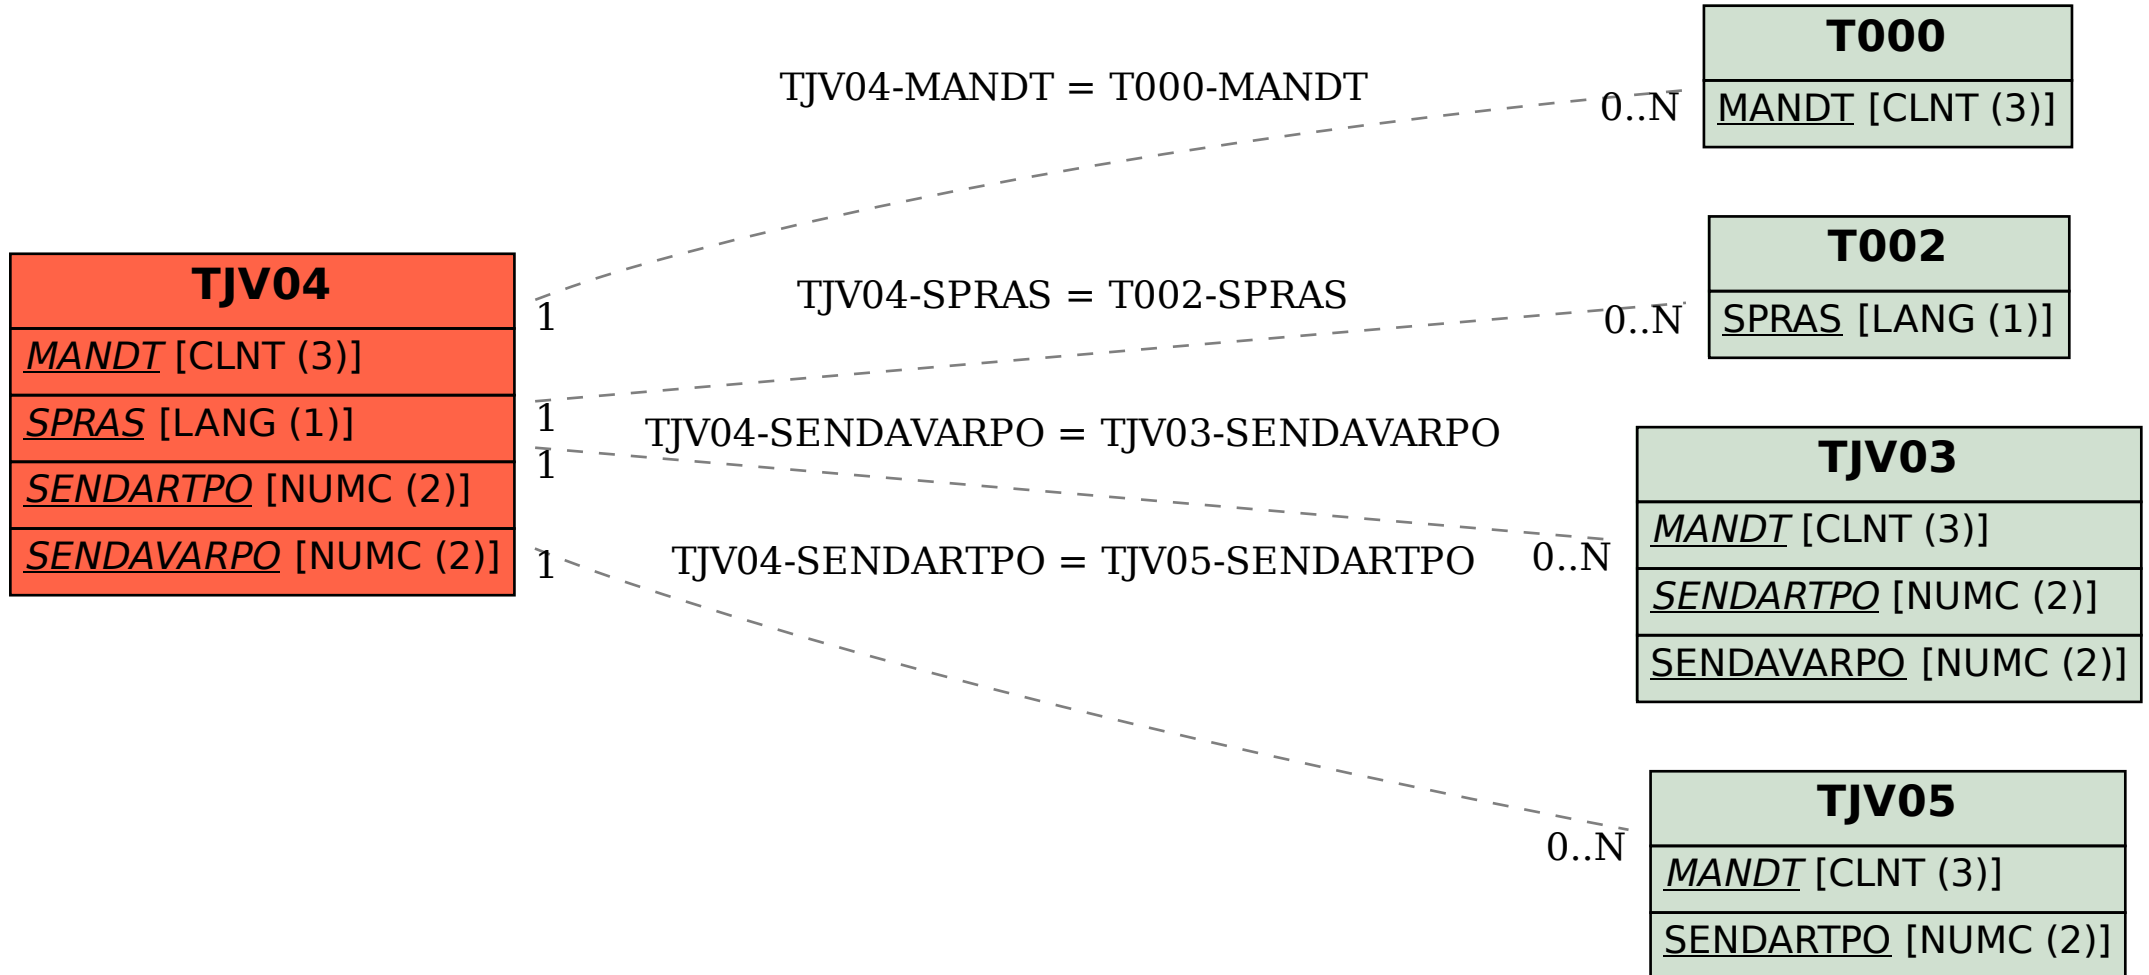 TJV04
MANDT [CLNT (3)]
SPRAS [LANG (1)]
SENDARTPO [NUMC (2)]
SENDAVARPO [NUMC (2)]
TJV04-MANDT = T000-MANDT
1
0..N
TJV04-SPRAS = T002-SPRAS
1
0..N
TJV04-SENDAVARPO = TJV03-SENDAVARPO
1
0..N
TJV04-SENDARTPO = TJV05-SENDARTPO
1
0..N
T000
MANDT [CLNT (3)]
T002
SPRAS [LANG (1)]
TJV03
MANDT [CLNT (3)]
SENDARTPO [NUMC (2)]
SENDAVARPO [NUMC (2)]
TJV05
MANDT [CLNT (3)]
SENDARTPO [NUMC (2)]